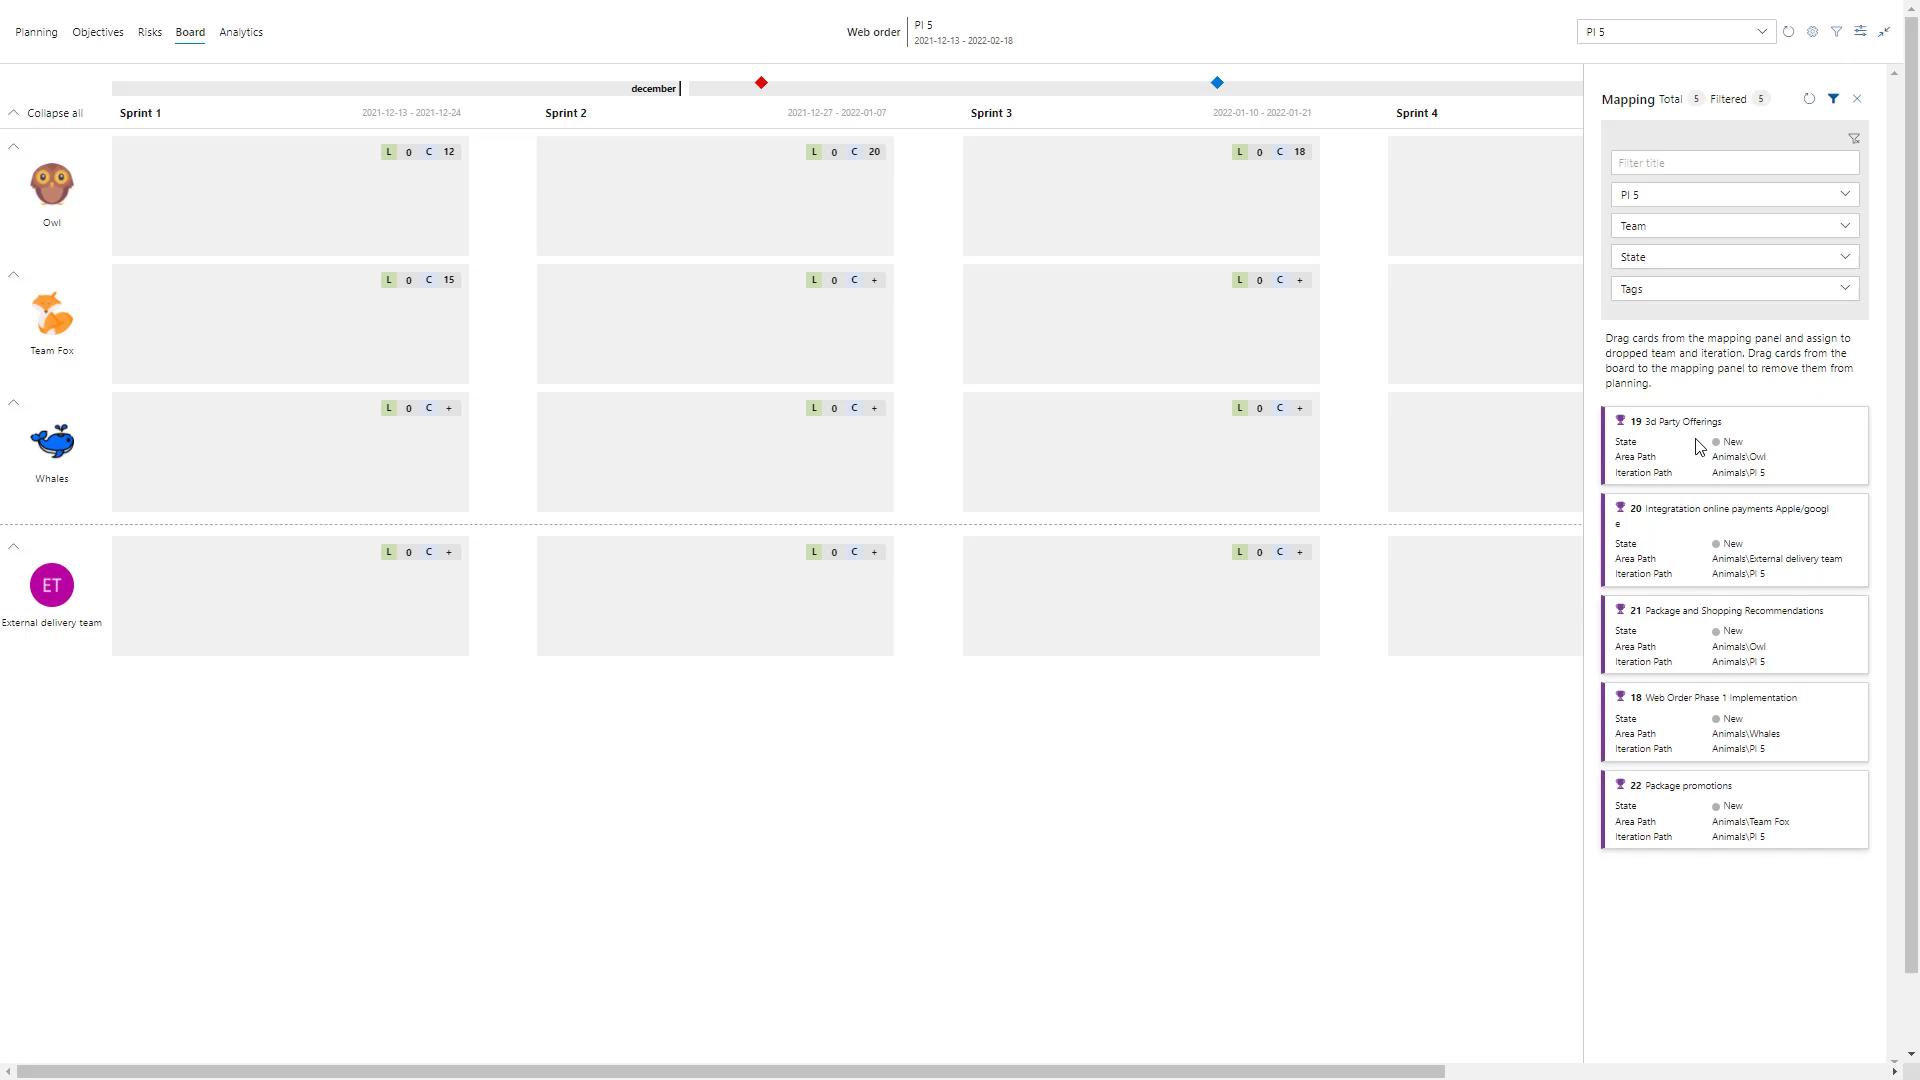 Planning Objectives Risks Board Analytics
Web order
PI 5
2021-12-13 - 2022-02-18
PI 5
december
Collapse all
Sprint 1 2021-12-13 - 2021-12-24
Sprint 2 2021-12-27 - 2022-01-07
Sprint 3 2022-01-10 - 2022-01-21
Sprint 4
L 0 C 12
L 0 C 20
L 0 C 18
Owl
L 0 C 15
L 0 C +
L 0 C +
Team Fox
L 0 C +
L 0 C +
L 0 C +
Whales
L 0 C +
L 0 C +
L 0 C +
ET
External delivery team
Mapping Total 5 Filtered 5
Filter title
PI 5
Team
State
Tags
Drag cards from the mapping panel and assign to
dropped team and iteration. Drag cards from the
board to the mapping panel to remove them from
planning.
19 3d Party Offerings
State New
Area Path Animals\Owl
Iteration Path Animals\PI 5
20 Integratation online payments Apple/googl
e
State New
Area Path Animals\External delivery team
Iteration Path Animals\PI 5
21 Package and Shopping Recommendations
State New
Area Path Animals\Owl
Iteration Path Animals\PI 5
18 Web Order Phase 1 Implementation
State New
Area Path Animals\Whales
Iteration Path Animals\PI 5
22 Package promotions
State New
Area Path Animals\Team Fox
Iteration Path Animals\PI 5